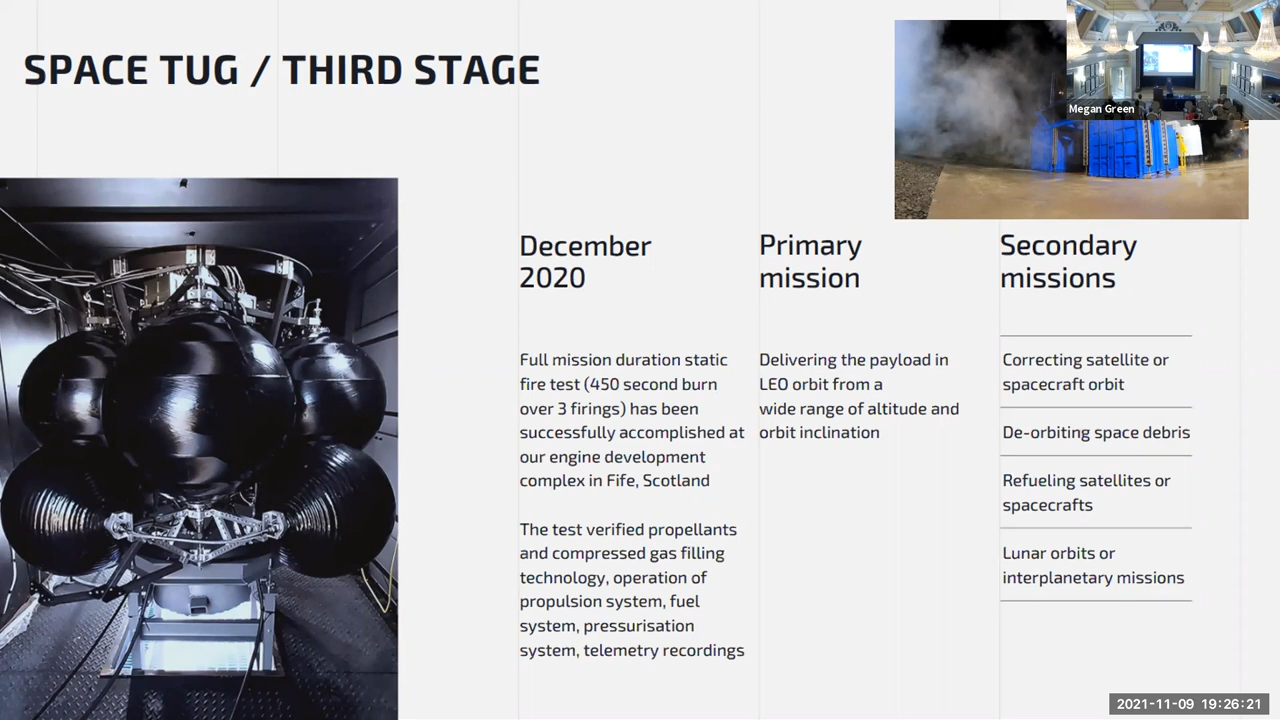 SPACE TUG / THIRD STAGE
Megan Green
December
2020
Full mission duration static
fire test (450 second burn
over 3 firings) has been
successfully accomplished at
our engine development
complex in Fife, Scotland
The test verified propellants
and compressed gas filling
technology, operation of
propulsion system, fuel
system, pressurisation
system, telemetry recordings
Primary
mission
Delivering the payload in
LEO orbit from a
wide range of altitude and
orbit inclination
Secondary
missions
Correcting satellite or
spacecraft orbit
De-orbiting space debris
Refueling satellites or
spacecrafts
Lunar orbits or
interplanetary missions
2021-11-09 19:26:21